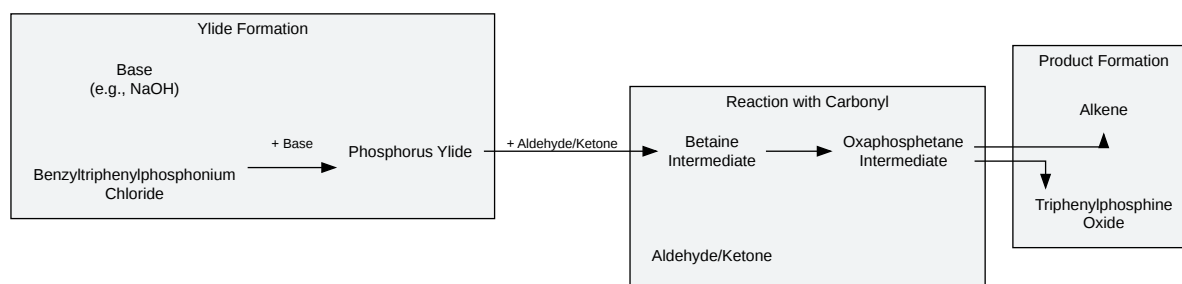 Ylide Formation
Base
(e.g., NaOH)
+ Base
Phosphorus Ylide
Benzyltriphenylphosphonium
Chloride
+ Aldehyde/Ketone
Reaction with Carbonyl
Betaine
Intermediate
Oxaphosphetane
Intermediate
Aldehyde/Ketone
Product Formation
Alkene
Triphenylphosphine
Oxide